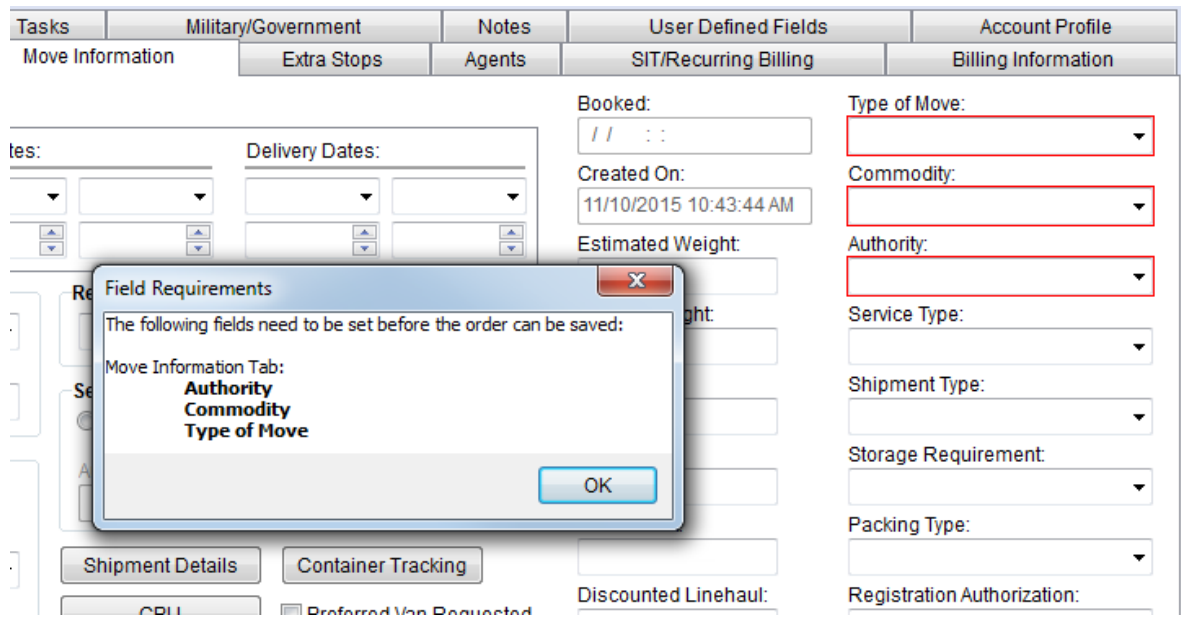 Tasks
Military/Government
Notes
User Defined Fields
Account Profile
Move Information
Extra Stops
Agents
SIT/Recurring Billing
Billing Information
Booked:
/ / : :
Type of Move:
Delivery Dates:
Created On:
11/10/2015 10:43:44 AM
Commodity:
Estimated Weight:
Authority:
Field Requirements
The following fields need to be set before the order can be saved:
Move Information Tab:
Authority
Commodity
Type of Move
OK
Service Type:
Shipment Type:
Storage Requirement:
Packing Type:
Shipment Details
Container Tracking
Discounted Linehaul:
Registration Authorization:
Preferred Van Requested